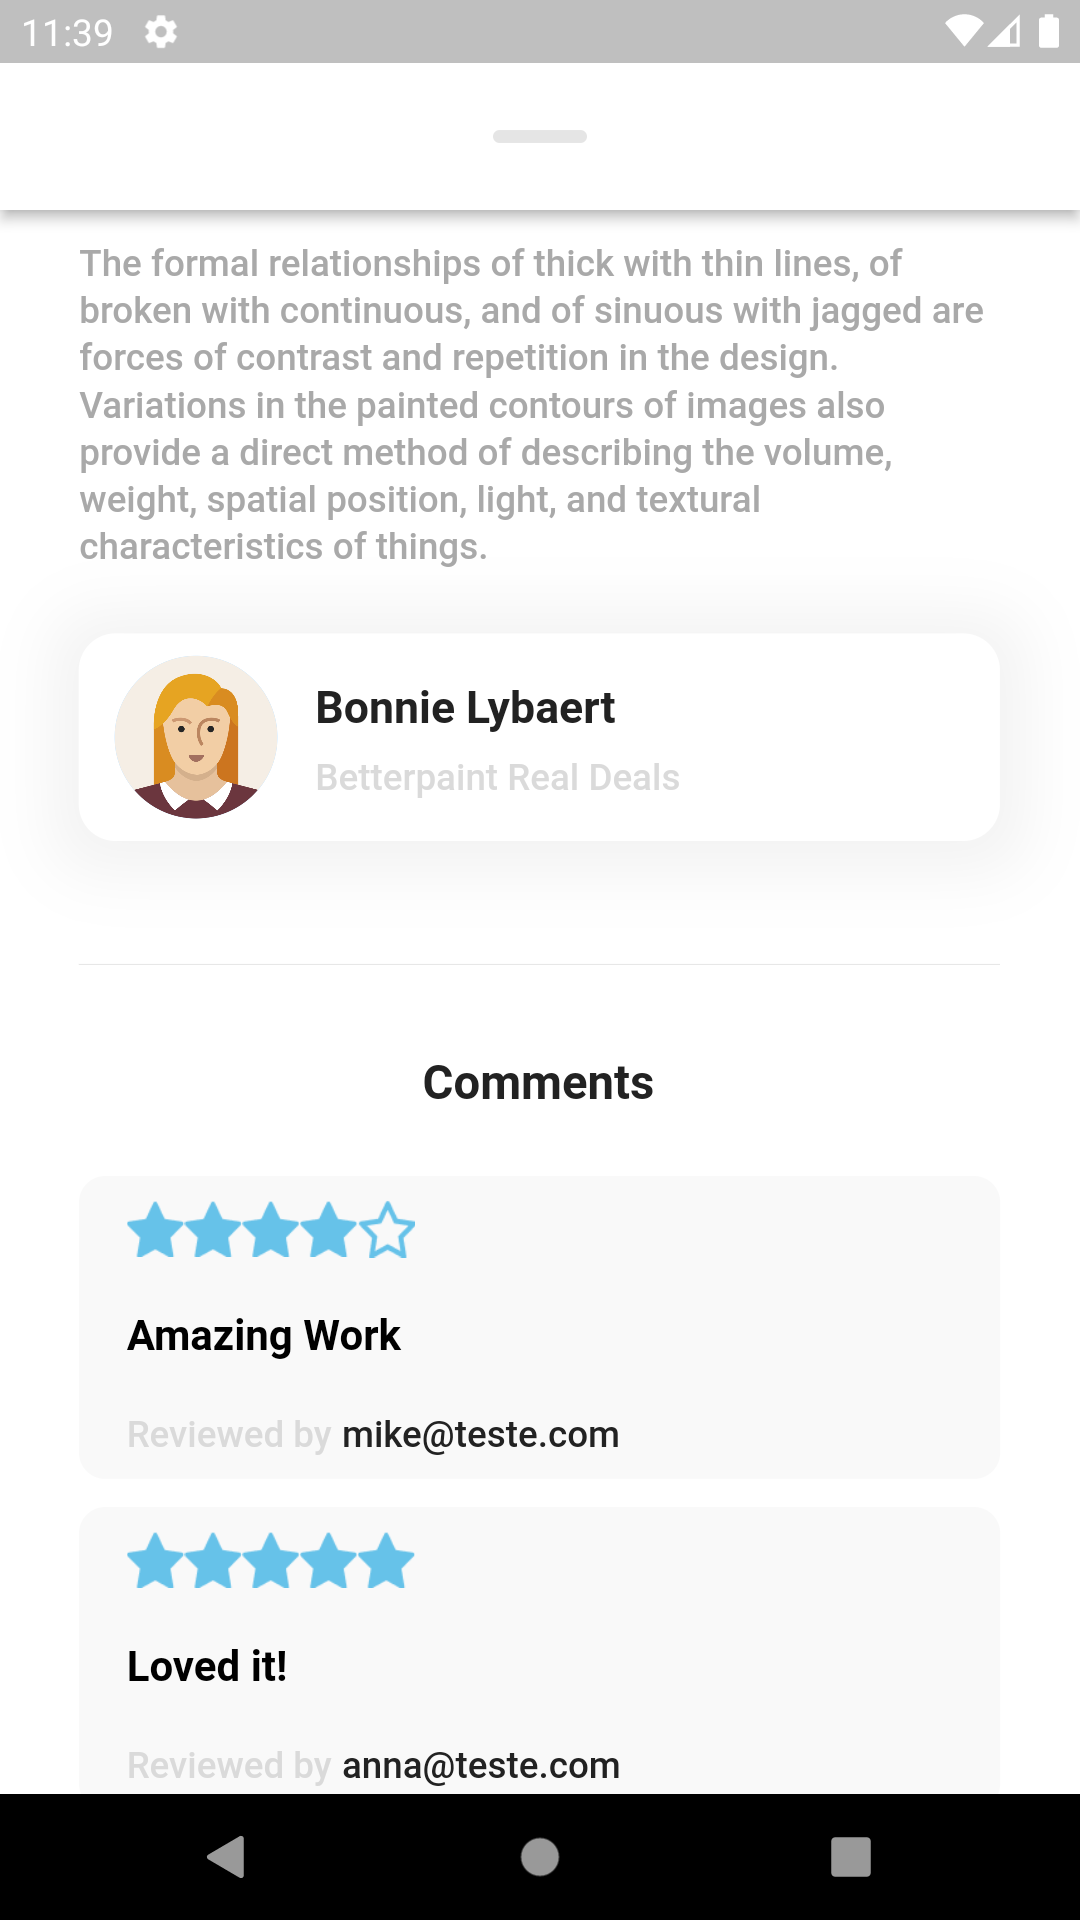 11:39
The formal relationships of thick with thin lines, of
broken with continuous, and of sinuous with jagged are
forces of contrast and repetition in the design.
Variations in the painted contours of images also
provide a direct method of describing the volume,
weight, spatial position, light, and textural
characteristics of things.
Bonnie Lybaert
Betterpaint Real Deals
Comments
Amazing Work
Reviewed by mike@teste.com
Loved it!
Reviewed by anna@teste.com